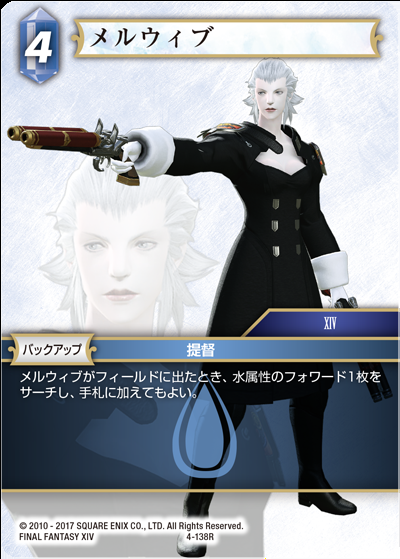 4
メルウィブ
XIV
バックアップ
提督
メルウィブがフィールドに出たとき、水属性のフォワード1枚を
サーチし、手札に加えてもよい。
© 2010 - 2017 SQUARE ENIX CO., LTD. All Rights Reserved.
FINAL FANTASY XIV
4-138R